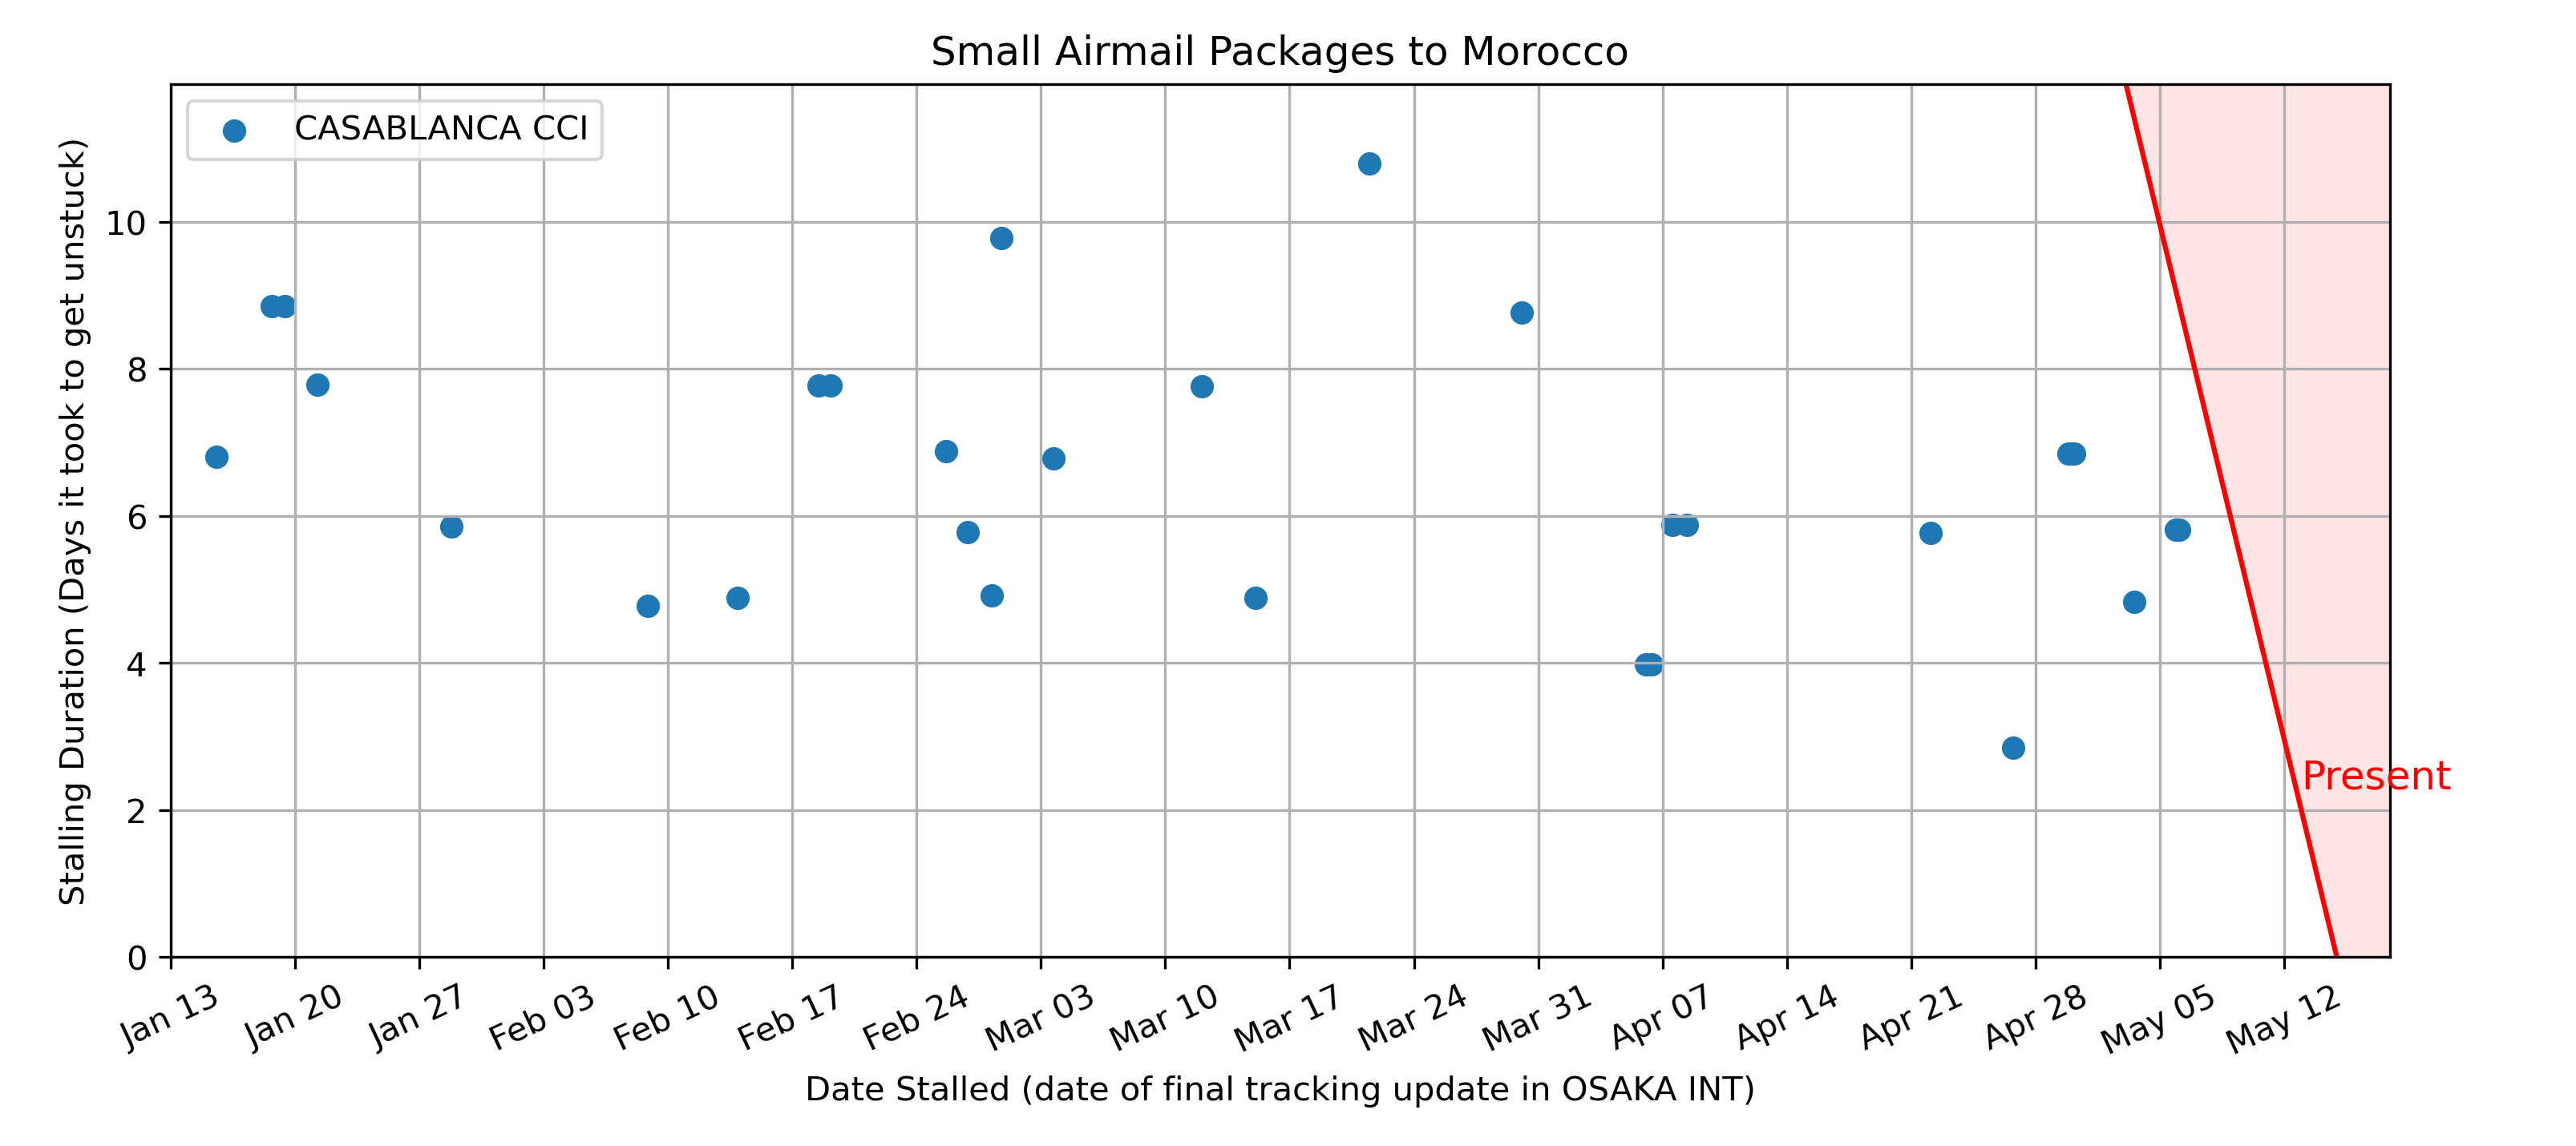 Small Airmail Packages to Morocco
CASABLANCA CCI
Stalling Duration (Days it took to get unstuck)
10
8
6
4
2
0
Present
Jan 13
Jan 20
Jan 27
Feb 03
Feb 10
Feb 17
Feb 24
Mar 03
Mar 10
Mar 17
Mar 24
Mar 31
Apr 07
Apr 14
Apr 21
Apr 28
May 05
May 12
Date Stalled (date of final tracking update in OSAKA INT)